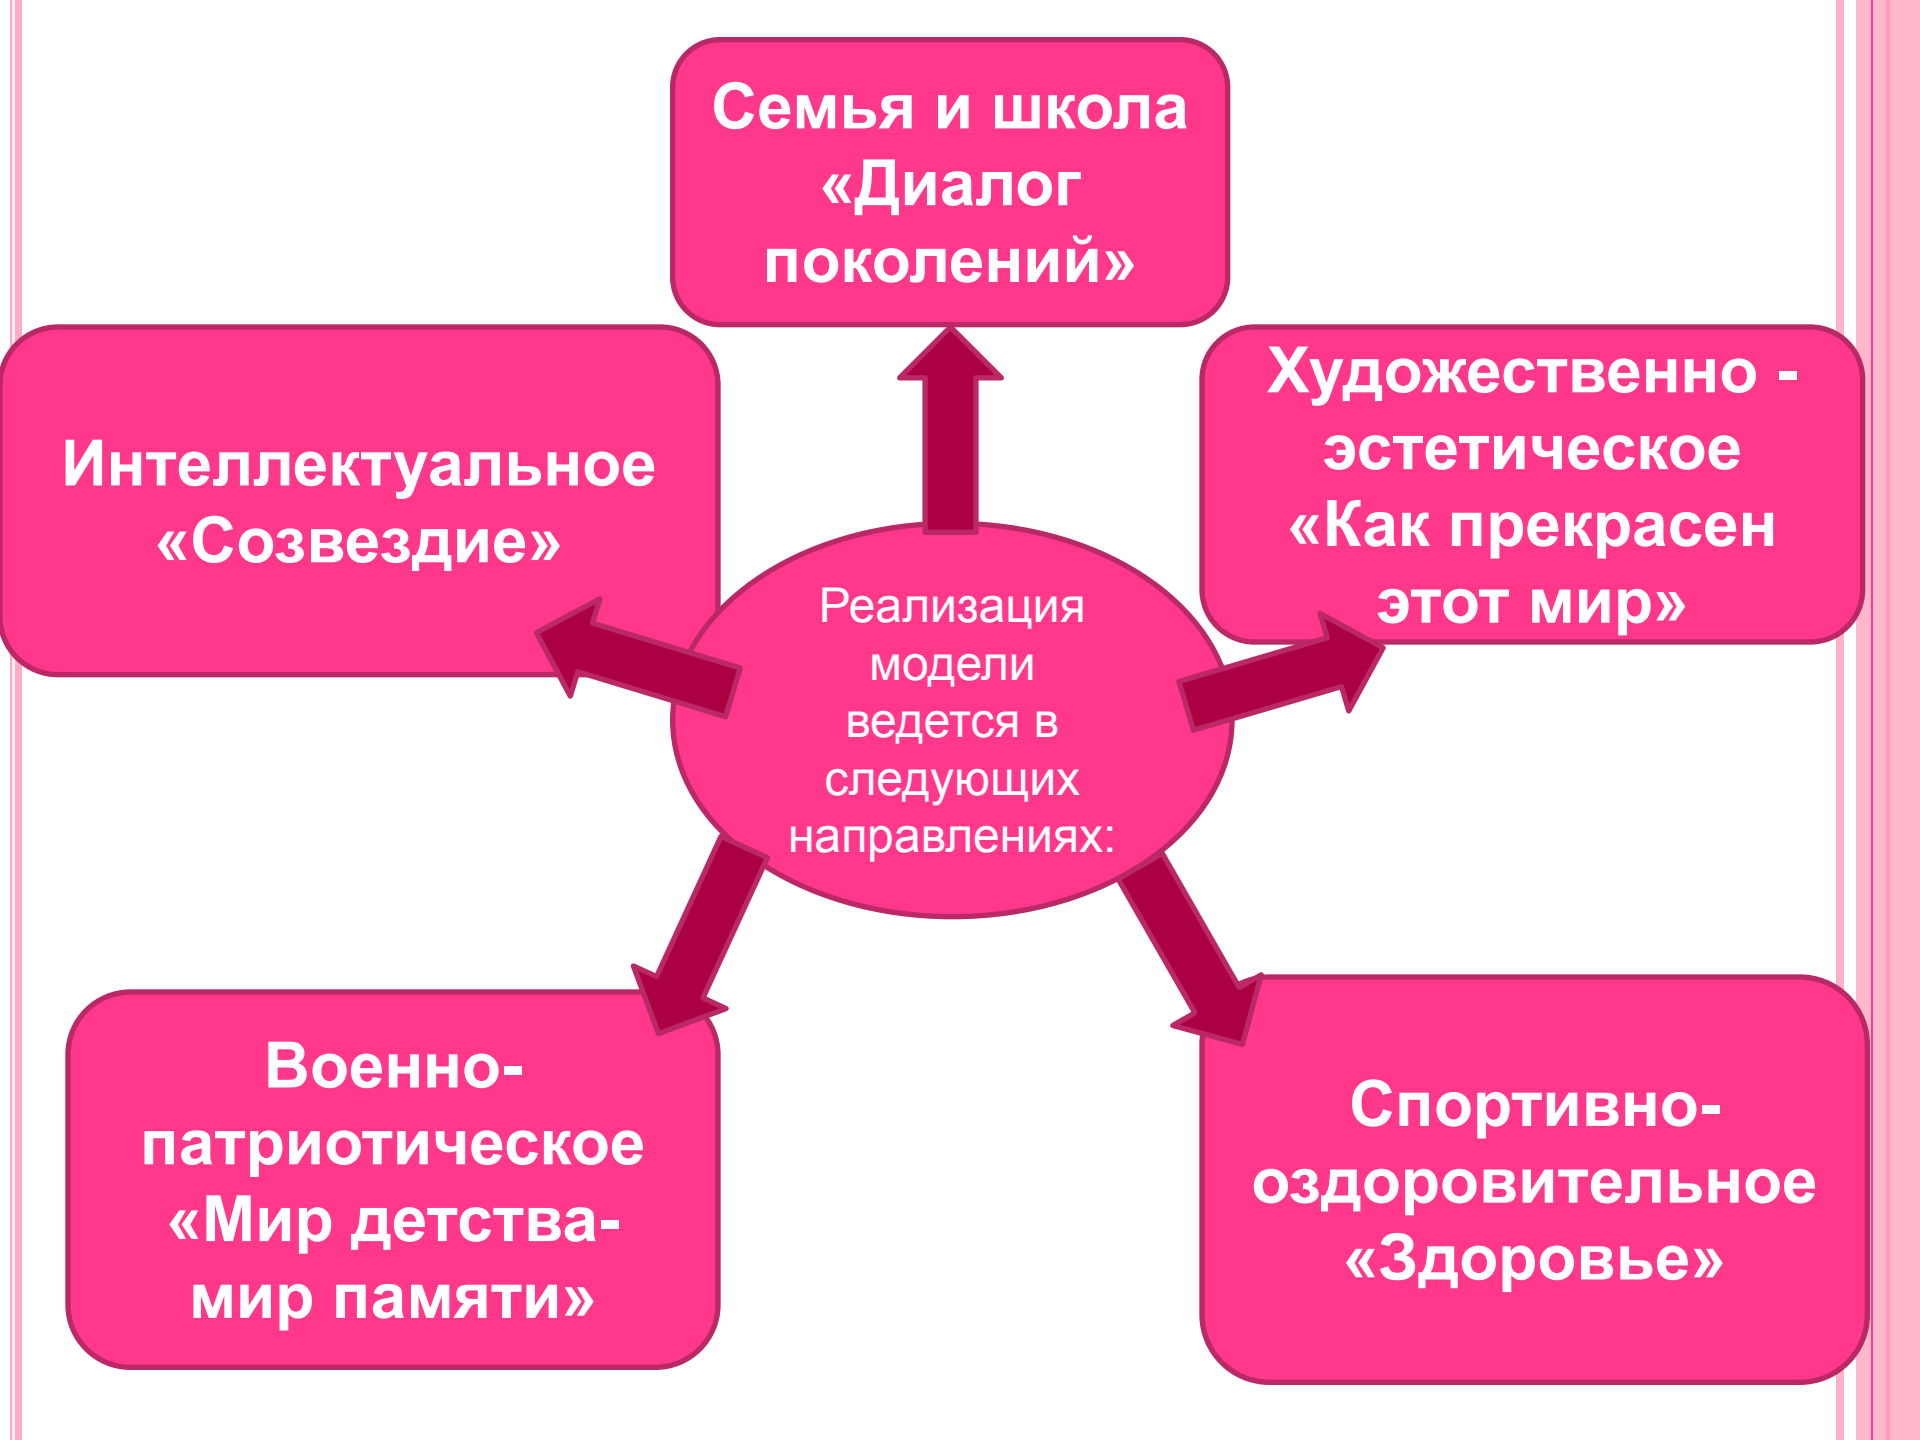 Семья и школа
«Диалог
поколений»
Интеллектуальное
«Созвездие»
Художественно -
эстетическое
«Как прекрасен
этот мир»
Реализация
модели
ведется в
следующих
направлениях:
Военно-
патриотическое
«Мир детства-
мир памяти»
Спортивно-
оздоровительное
«Здоровье»